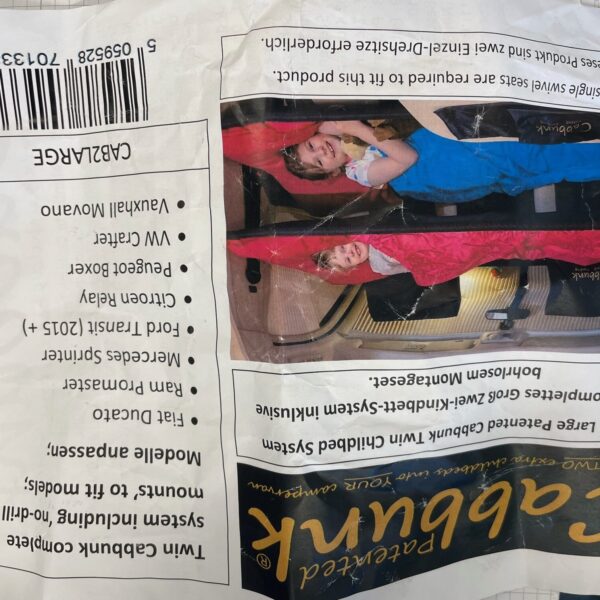 Patented
Cabbunk®
TWO extra childbeds into YOUR campervan
Large Patented Cabbunk Twin Childbed System
Groß Zwei-Kindbett-System inklusive
bohrlosem Montageset.
Cabbunk
Cabbunk
single swivel seats are required to fit this product.
Produkt sind zwei Einzel-Drehsitze erforderlich.
Twin Cabbunk complete
system including 'no-drill
mounts' to fit models;
Modelle anpassen;
• Fiat Ducato
• Ram Promaster
• Mercedes Sprinter
• Ford Transit (2015 +)
• Citroen Relay
• Peugeot Boxer
• VW Crafter
• Vauxhall Movano
CAB2LARGE
5 059528